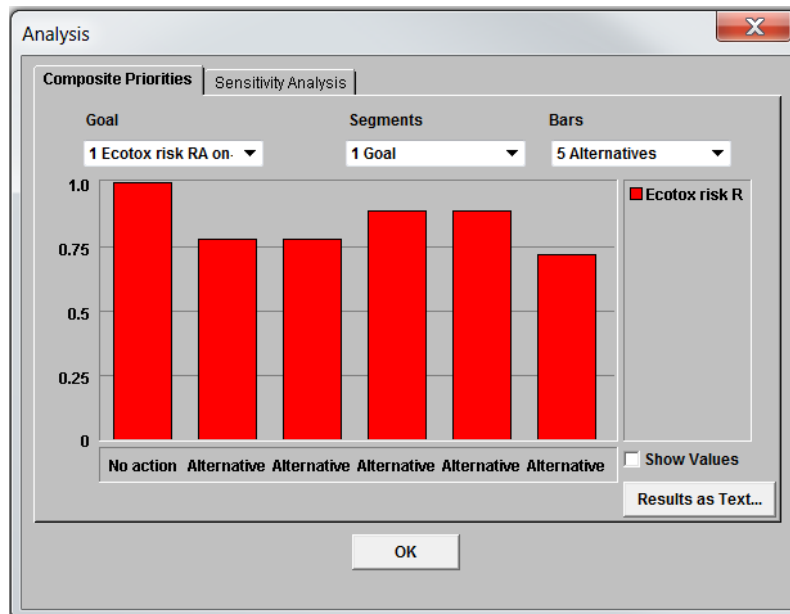 Analysis
X
Composite Priorities
Sensitivity Analysis
Goal
Segments
Bars
1 Ecotox risk RA on-
1 Goal
5 Alternatives
1.0
0.75
0.5
0.25
0
Ecotox risk R
No action Alternative Alternative Alternative Alternative Alternative
Show Values
Results as Text...
OK